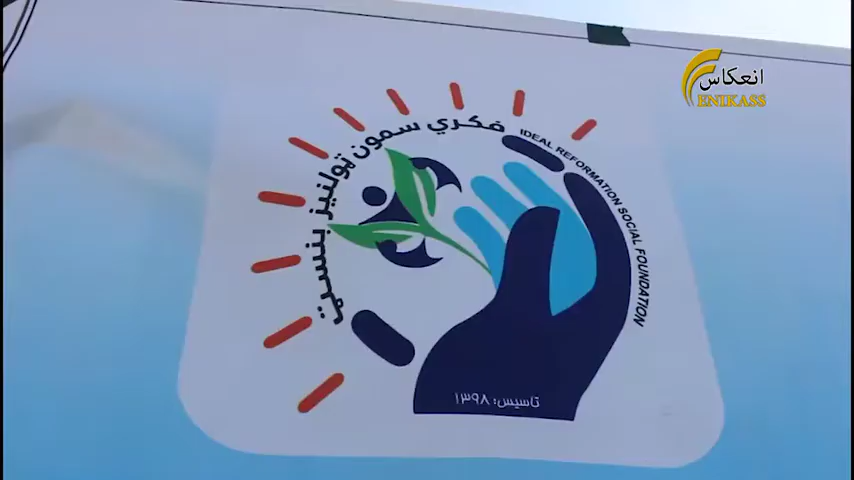 انعکاس
ENIKASS
فکري سمون ټولنيز بنسټ
IDEAL REFORMATION SOCIAL FOUNDATION
تاسیس: ۱۳۹۸